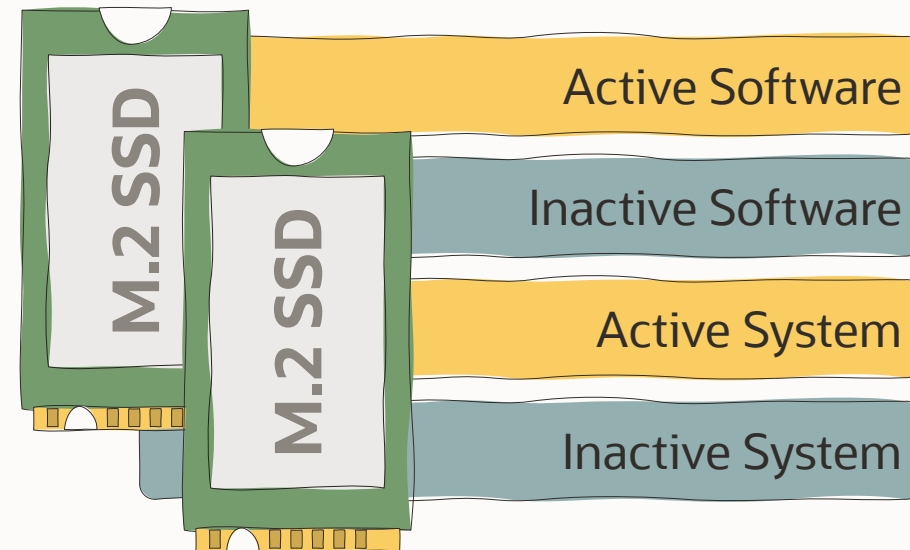 M.2 SSD
M.2 SSD
Active Software
Inactive Software
Active System
Inactive System